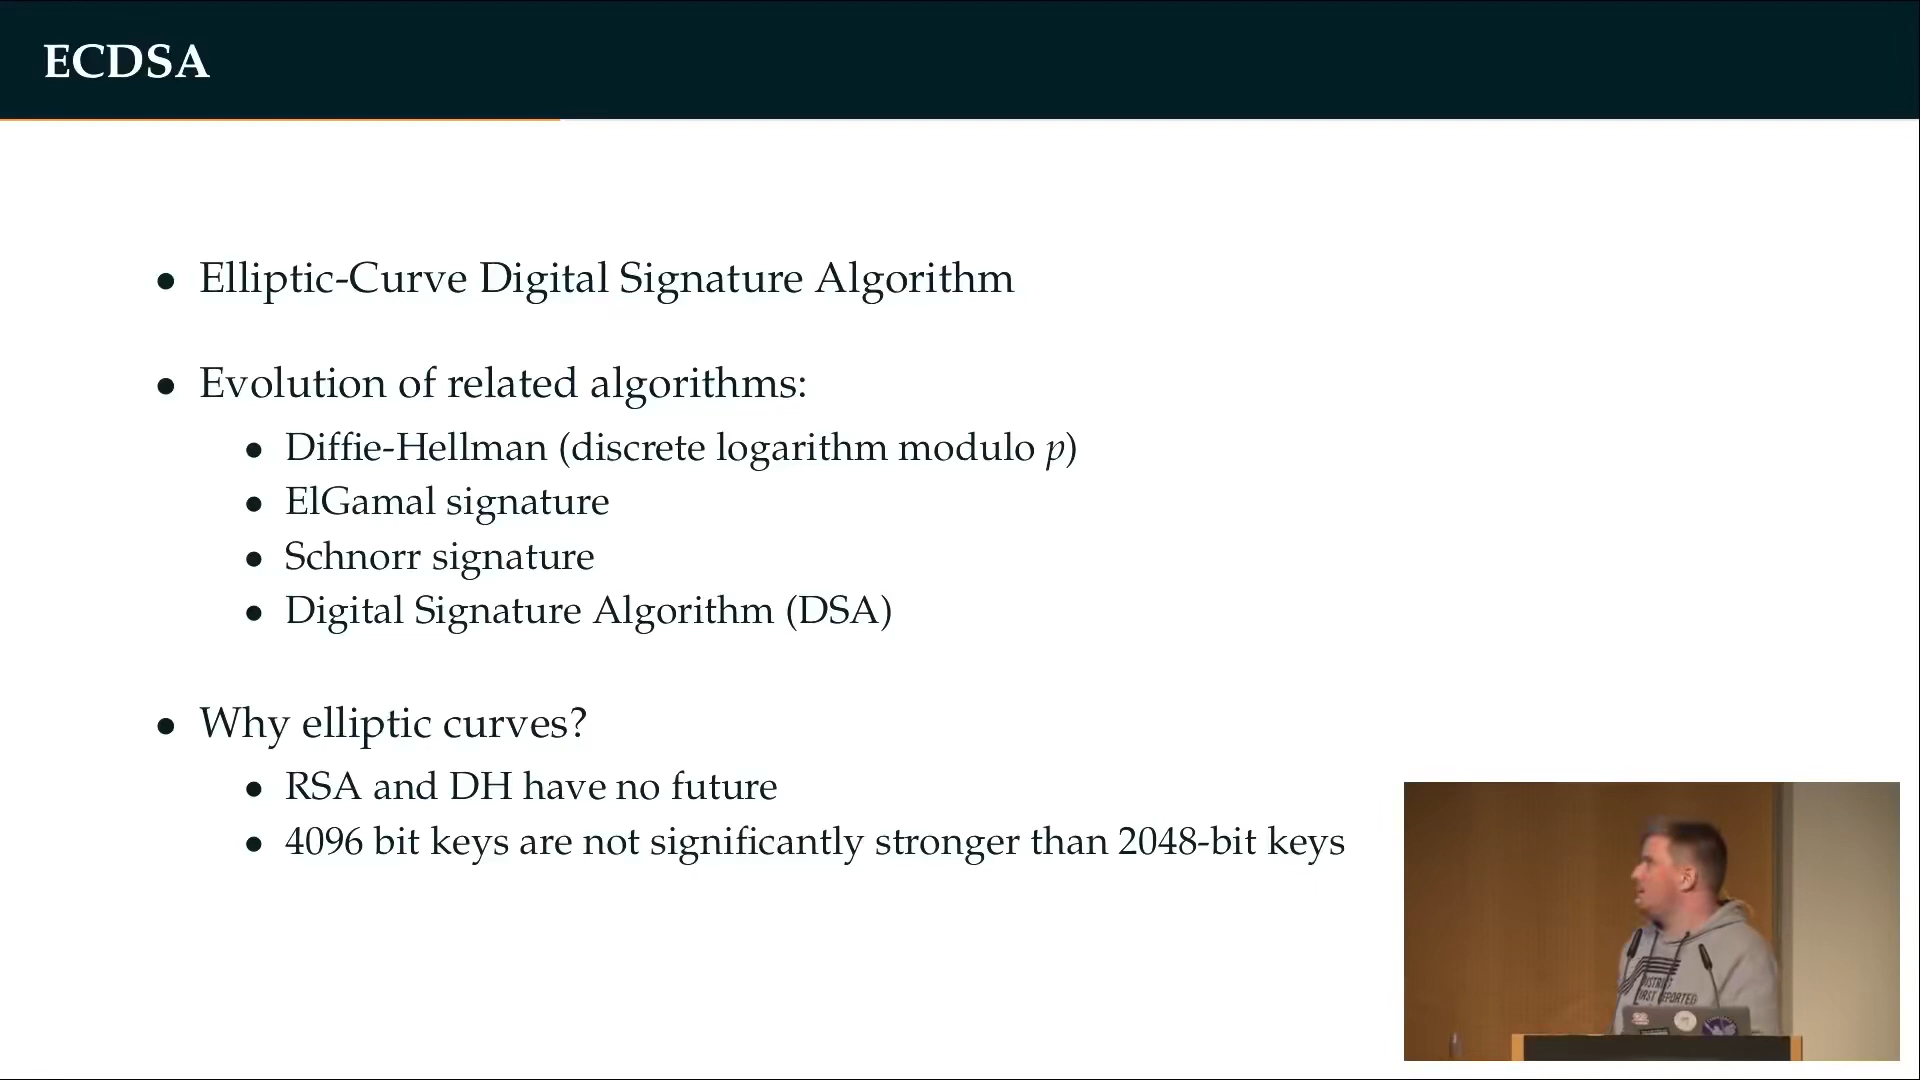 ECDSA
• Elliptic-Curve Digital Signature Algorithm
• Evolution of related algorithms:
• Diffie-Hellman (discrete logarithm modulo p)
• ElGamal signature
• Schnorr signature
• Digital Signature Algorithm (DSA)
• Why elliptic curves?
• RSA and DH have no future
• 4096 bit keys are not significantly stronger than 2048-bit keys